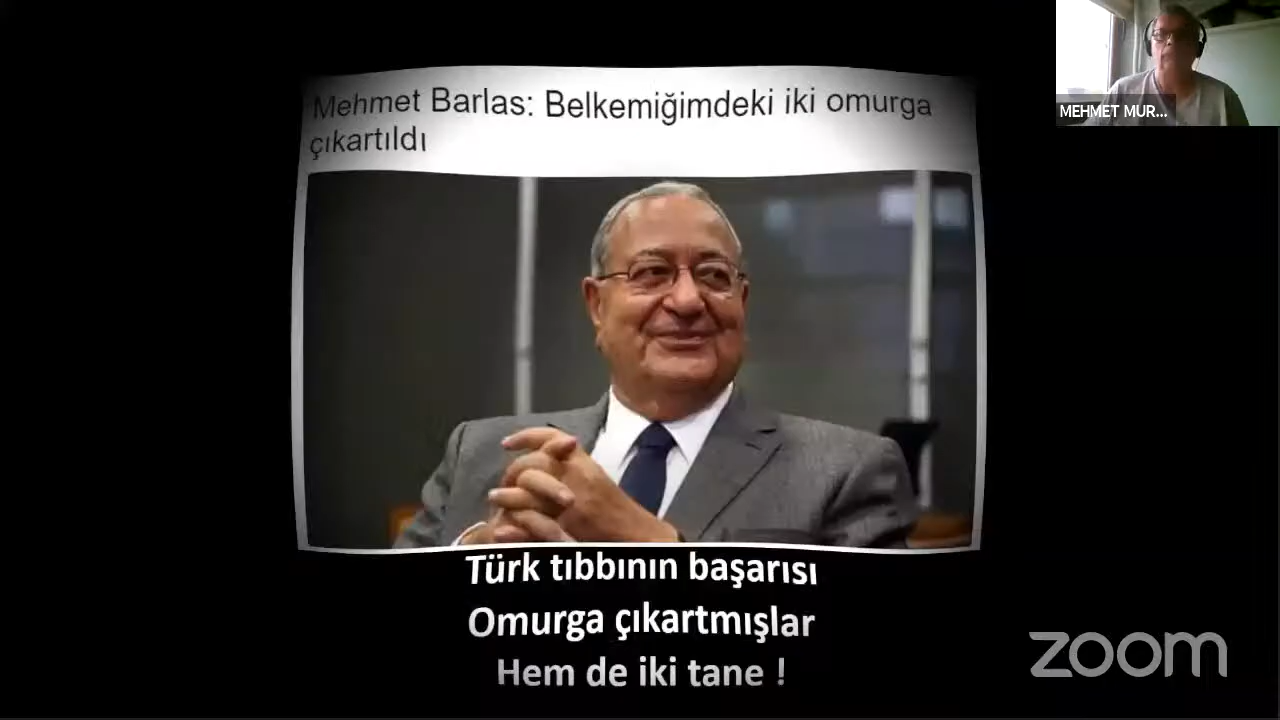 Mehmet Barlas: Belkemiğimdeki iki omurga
çıkartıldı
MEHMET MUR...
Türk tıbbının başarısı
Omurga çıkartmışlar
Hem de iki tane !
zoom